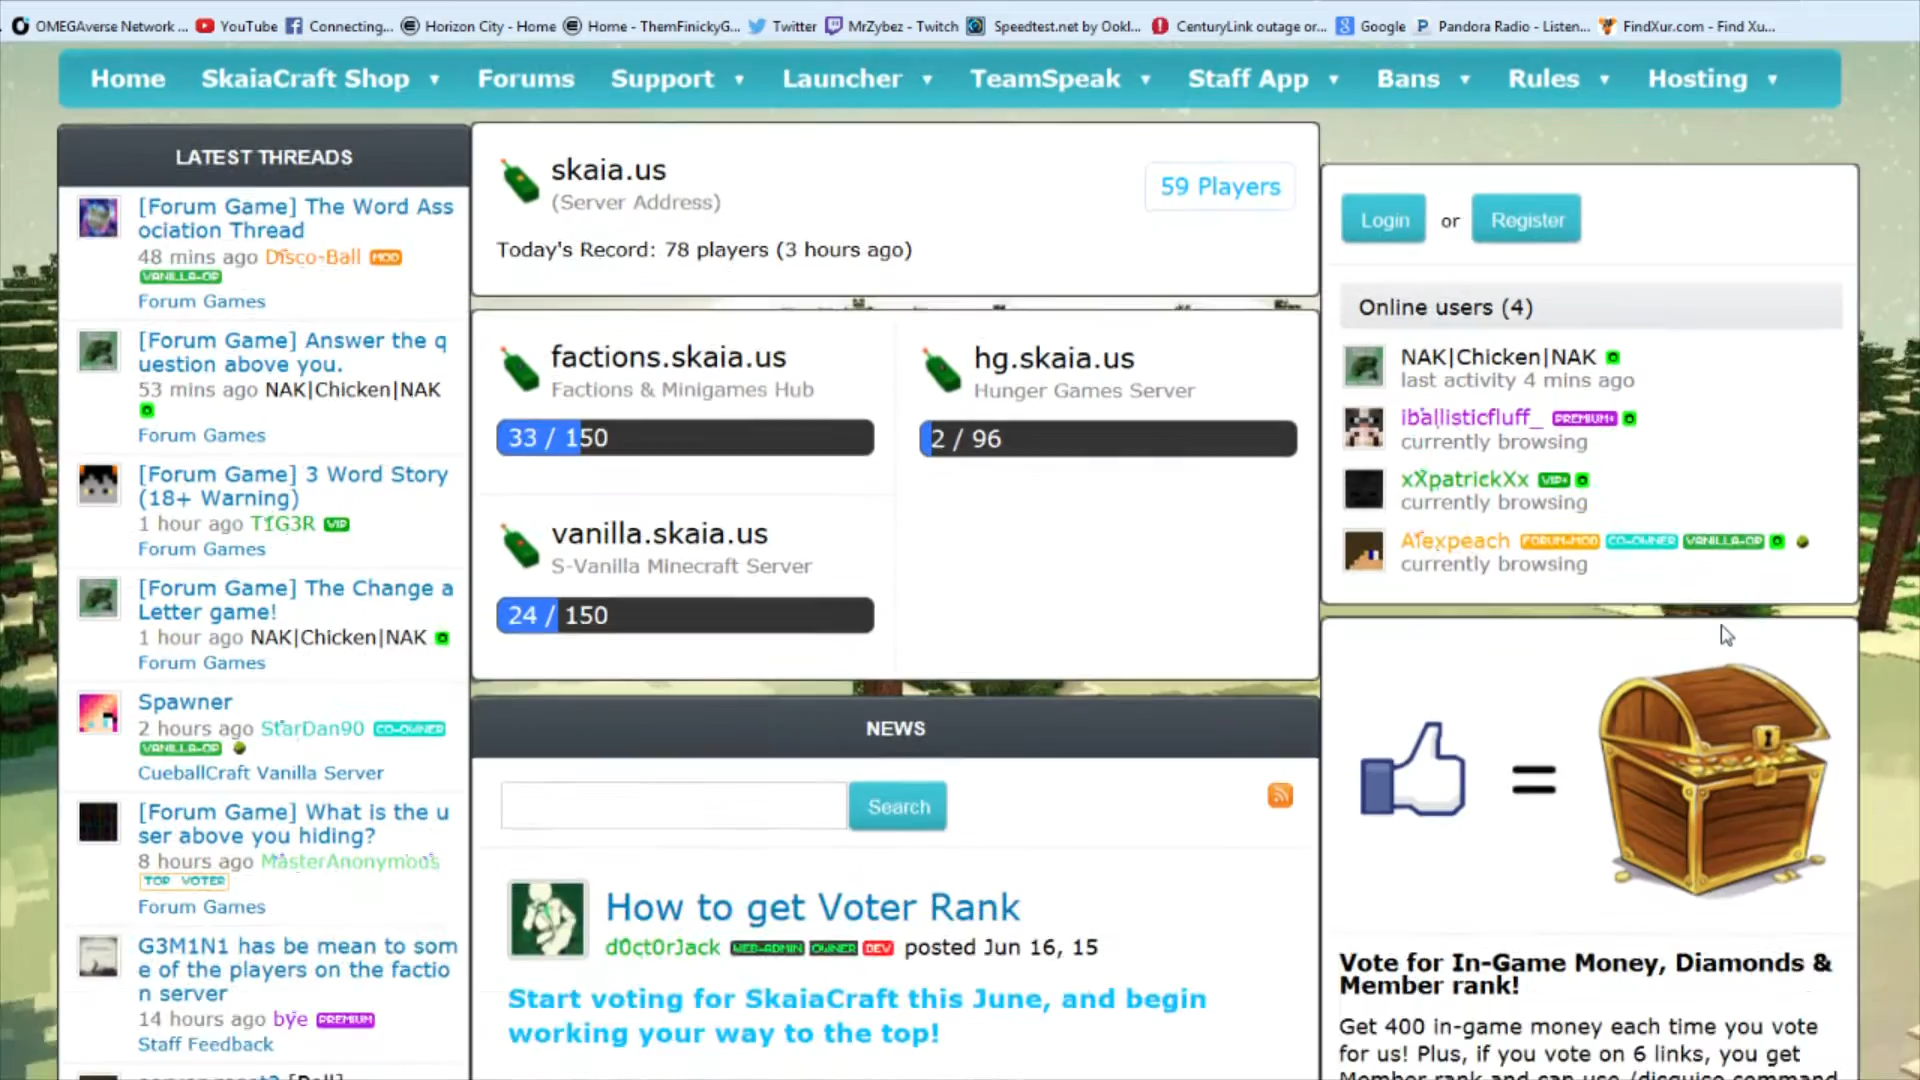 OMEGAverse Network ... YouTube Connecting... Horizon City - Home Home - ThemFinickyG... Twitter MrZybez - Twitch Speedtest.net by Ookl... CenturyLink outage or... Google Pandora Radio - Listen... FindXur.com - Find Xu...
Home SkaiaCraft Shop Forums Support Launcher TeamSpeak Staff App Bans Rules Hosting
LATEST THREADS
[Forum Game] The Word Ass
ociation Thread
48 mins ago Disco-Ball MOD
VANILLA-OP
Forum Games
[Forum Game] Answer the q
uestion above you.
53 mins ago NAK|Chicken|NAK
Forum Games
[Forum Game] 3 Word Story
(18+ Warning)
1 hour ago T1G3R VIP
Forum Games
[Forum Game] The Change a
Letter game!
1 hour ago NAK|Chicken|NAK
Forum Games
Spawner
2 hours ago StarDan90 CO-OWNER
VANILLA-OP
CueballCraft Vanilla Server
[Forum Game] What is the u
ser above you hiding?
8 hours ago MasterAnonymous
TOP VOTER
Forum Games
G3M1N1 has be mean to som
e of the players on the factio
n server
14 hours ago bye PREMIUM
Staff Feedback
skaia.us
(Server Address)
59 Players
Today's Record: 78 players (3 hours ago)
factions.skaia.us
Factions & Minigames Hub
33 / 150
hg.skaia.us
Hunger Games Server
2 / 96
vanilla.skaia.us
S-Vanilla Minecraft Server
24 / 150
NEWS
Search
How to get Voter Rank
d0ct0rJack WEB-ADMIN OWNER DEV posted Jun 16, 15
Start voting for SkaiaCraft this June, and begin
working your way to the top!
Login or Register
Online users (4)
NAK|Chicken|NAK
last activity 4 mins ago
iballisticfluff_ PREMIUM+
currently browsing
xXpatrickXx VIP+
currently browsing
Alexpeach FORUM-MOD CO-OWNER VANILLA-OP
currently browsing
=
Vote for In-Game Money, Diamonds &
Member rank!
Get 400 in-game money each time you vote
for us! Plus, if you vote on 6 links, you get
Member rank and can use /disguise command